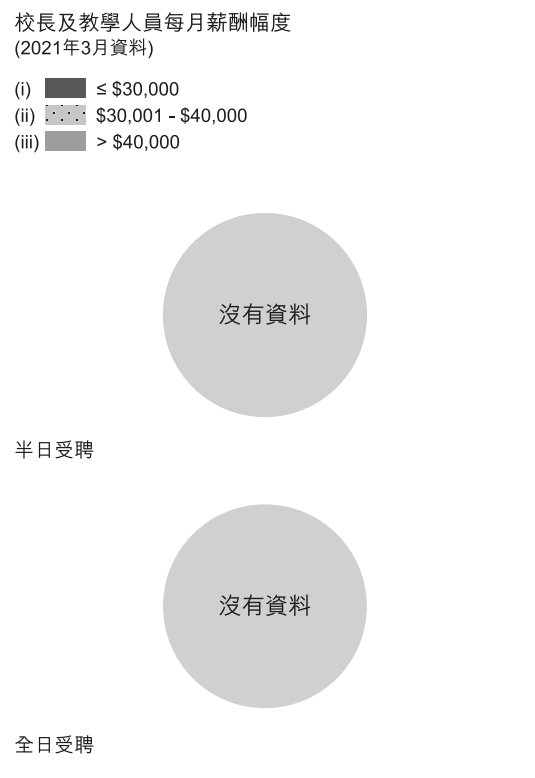 校長及教學人員每月薪酬幅度
(2021年3月資料)
(i) ≤ $30,000
(ii) $30,001 - $40,000
(iii) > $40,000
沒有資料
半日受聘
沒有資料
全日受聘